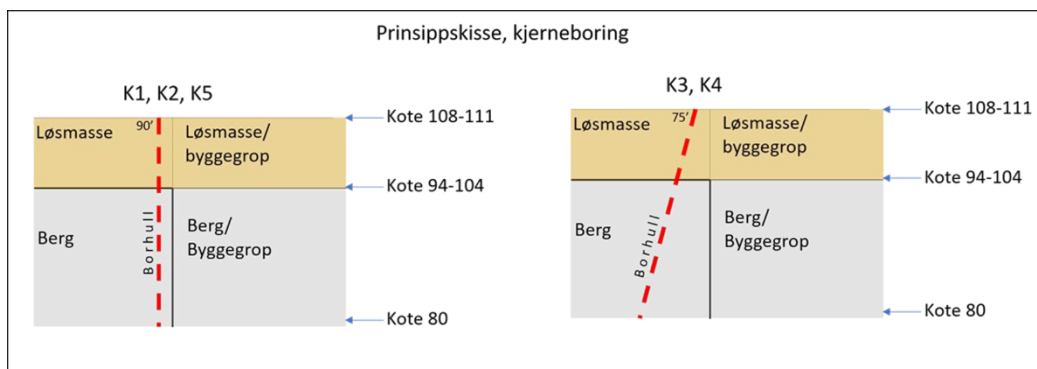 Prinsippskisse, kjerneboring
K1, K2, K5
90'
Løsmasse
Løsmasse/
byggegrop
Berg
Borhull
Berg/
Byggegrop
Kote 108-111
Kote 94-104
Kote 80
K3, K4
75'
Løsmasse
Løsmasse/
byggegrop
Berg
Borhull
Berg/
Byggegrop
Kote 108-111
Kote 94-104
Kote 80